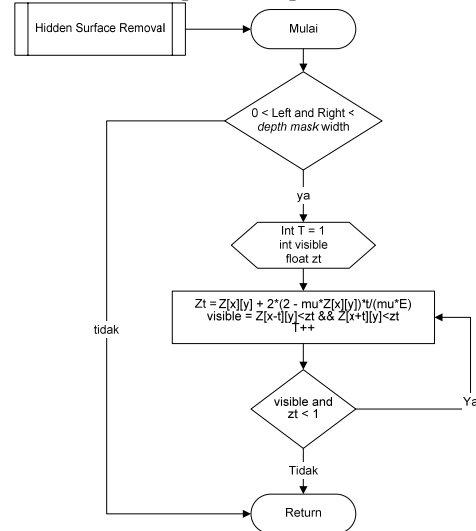 Hidden Surface Removal
Mulai
0 < Left and Right <
depth mask width
ya
Int T = 1
int visible
float zt
Zt = Z[x][y] + 2*(2 - mu*Z[x][y])*t/(mu*E)
visible = Z[x-t][y]<zt && Z[x+t][y]<zt
T++
tidak
visible and
zt < 1
Ya
Tidak
Return